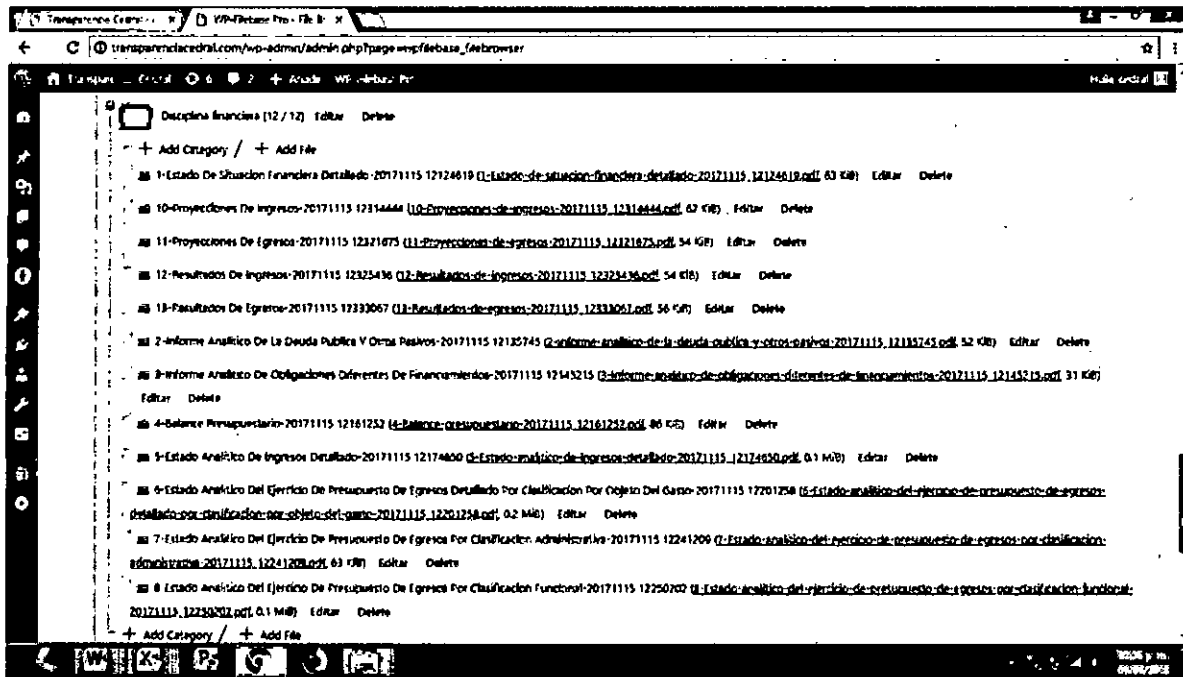 WP-Filebase Pro - File Br
transparenciacedral.com/wp-admin/admin.php?page=wpfilebase_filebrowser
6 2 + Añadir WP-Filebase Pro
Disciplina financiera [12 / 12] Editar Delete
+ Add Category / + Add File
1-Estado De Situacion Financiera Detallado-20171115 12124619 (1-Estado-de-situacion-financiera-detallado-20171115_12124619.pdf, 63 KiB) Editar Delete
10-Proyecciones De Ingresos-20171115 12314444 (10-Proyecciones-de-ingresos-20171115_12314444.pdf, 62 KiB) Editar Delete
11-Proyecciones De Egresos-20171115 12321675 (11-Proyecciones-de-egresos-20171115_12321675.pdf, 54 KiB) Editar Delete
12-Resultados De Ingresos-20171115 12325436 (12-Resultados-de-ingresos-20171115_12325436.pdf, 54 KiB) Editar Delete
13-Resultados De Egresos-20171115 12333067 (13-Resultados-de-egresos-20171115_12333067.pdf, 56 KiB) Editar Delete
2-Informe Analitico De La Deuda Publica Y Otros Pasivos-20171115 12135745 (2-informe-analitico-de-la-deuda-publica-y-otros-pasivos-20171115_12135745.pdf, 52 KiB) Editar Delete
3-Informe Analitico De Obligaciones Diferentes De Financiamientos-20171115 12145215 (3-informe-analitico-de-obligaciones-diferentes-de-financiamientos-20171115_12145215.pdf, 31 KiB)
Editar Delete
4-Balance Presupuestario-20171115 12161252 (4-Balance-presupuestario-20171115_12161252.pdf, 86 KiB) Editar Delete
5-Estado Analitico De Ingresos Detallado-20171115 12174650 (5-Estado-analitico-de-ingresos-detallado-20171115_12174650.pdf, 0.1 MiB) Editar Delete
6-Estado Analitico Del Ejercicio De Presupuesto De Egresos Detallado Por Clasificacion Por Objeto Del Gasto-20171115 12201258 (6-Estado-analitico-del-ejercicio-de-presupuesto-de-egresos-
detallado-por-clasificacion-por-objeto-del-gasto-20171115_12201258.pdf, 0.2 MiB) Editar Delete
7-Estado Analitico Del Ejercicio De Presupuesto De Egresos Por Clasificacion Administrativa-20171115 12241209 (7-Estado-analitico-del-ejercicio-de-presupuesto-de-egresos-por-clasificacion-
administrativa-20171115_12241209.pdf, 63 KiB) Editar Delete
8-Estado Analitico Del Ejercicio De Presupuesto De Egresos Por Clasificacion Funcional-20171115 12250202 (8-Estado-analitico-del-ejercicio-de-presupuesto-de-egresos-por-clasificacion-funcional-
20171115_12250202.pdf, 0.1 MiB) Editar Delete
+ Add Category / + Add File